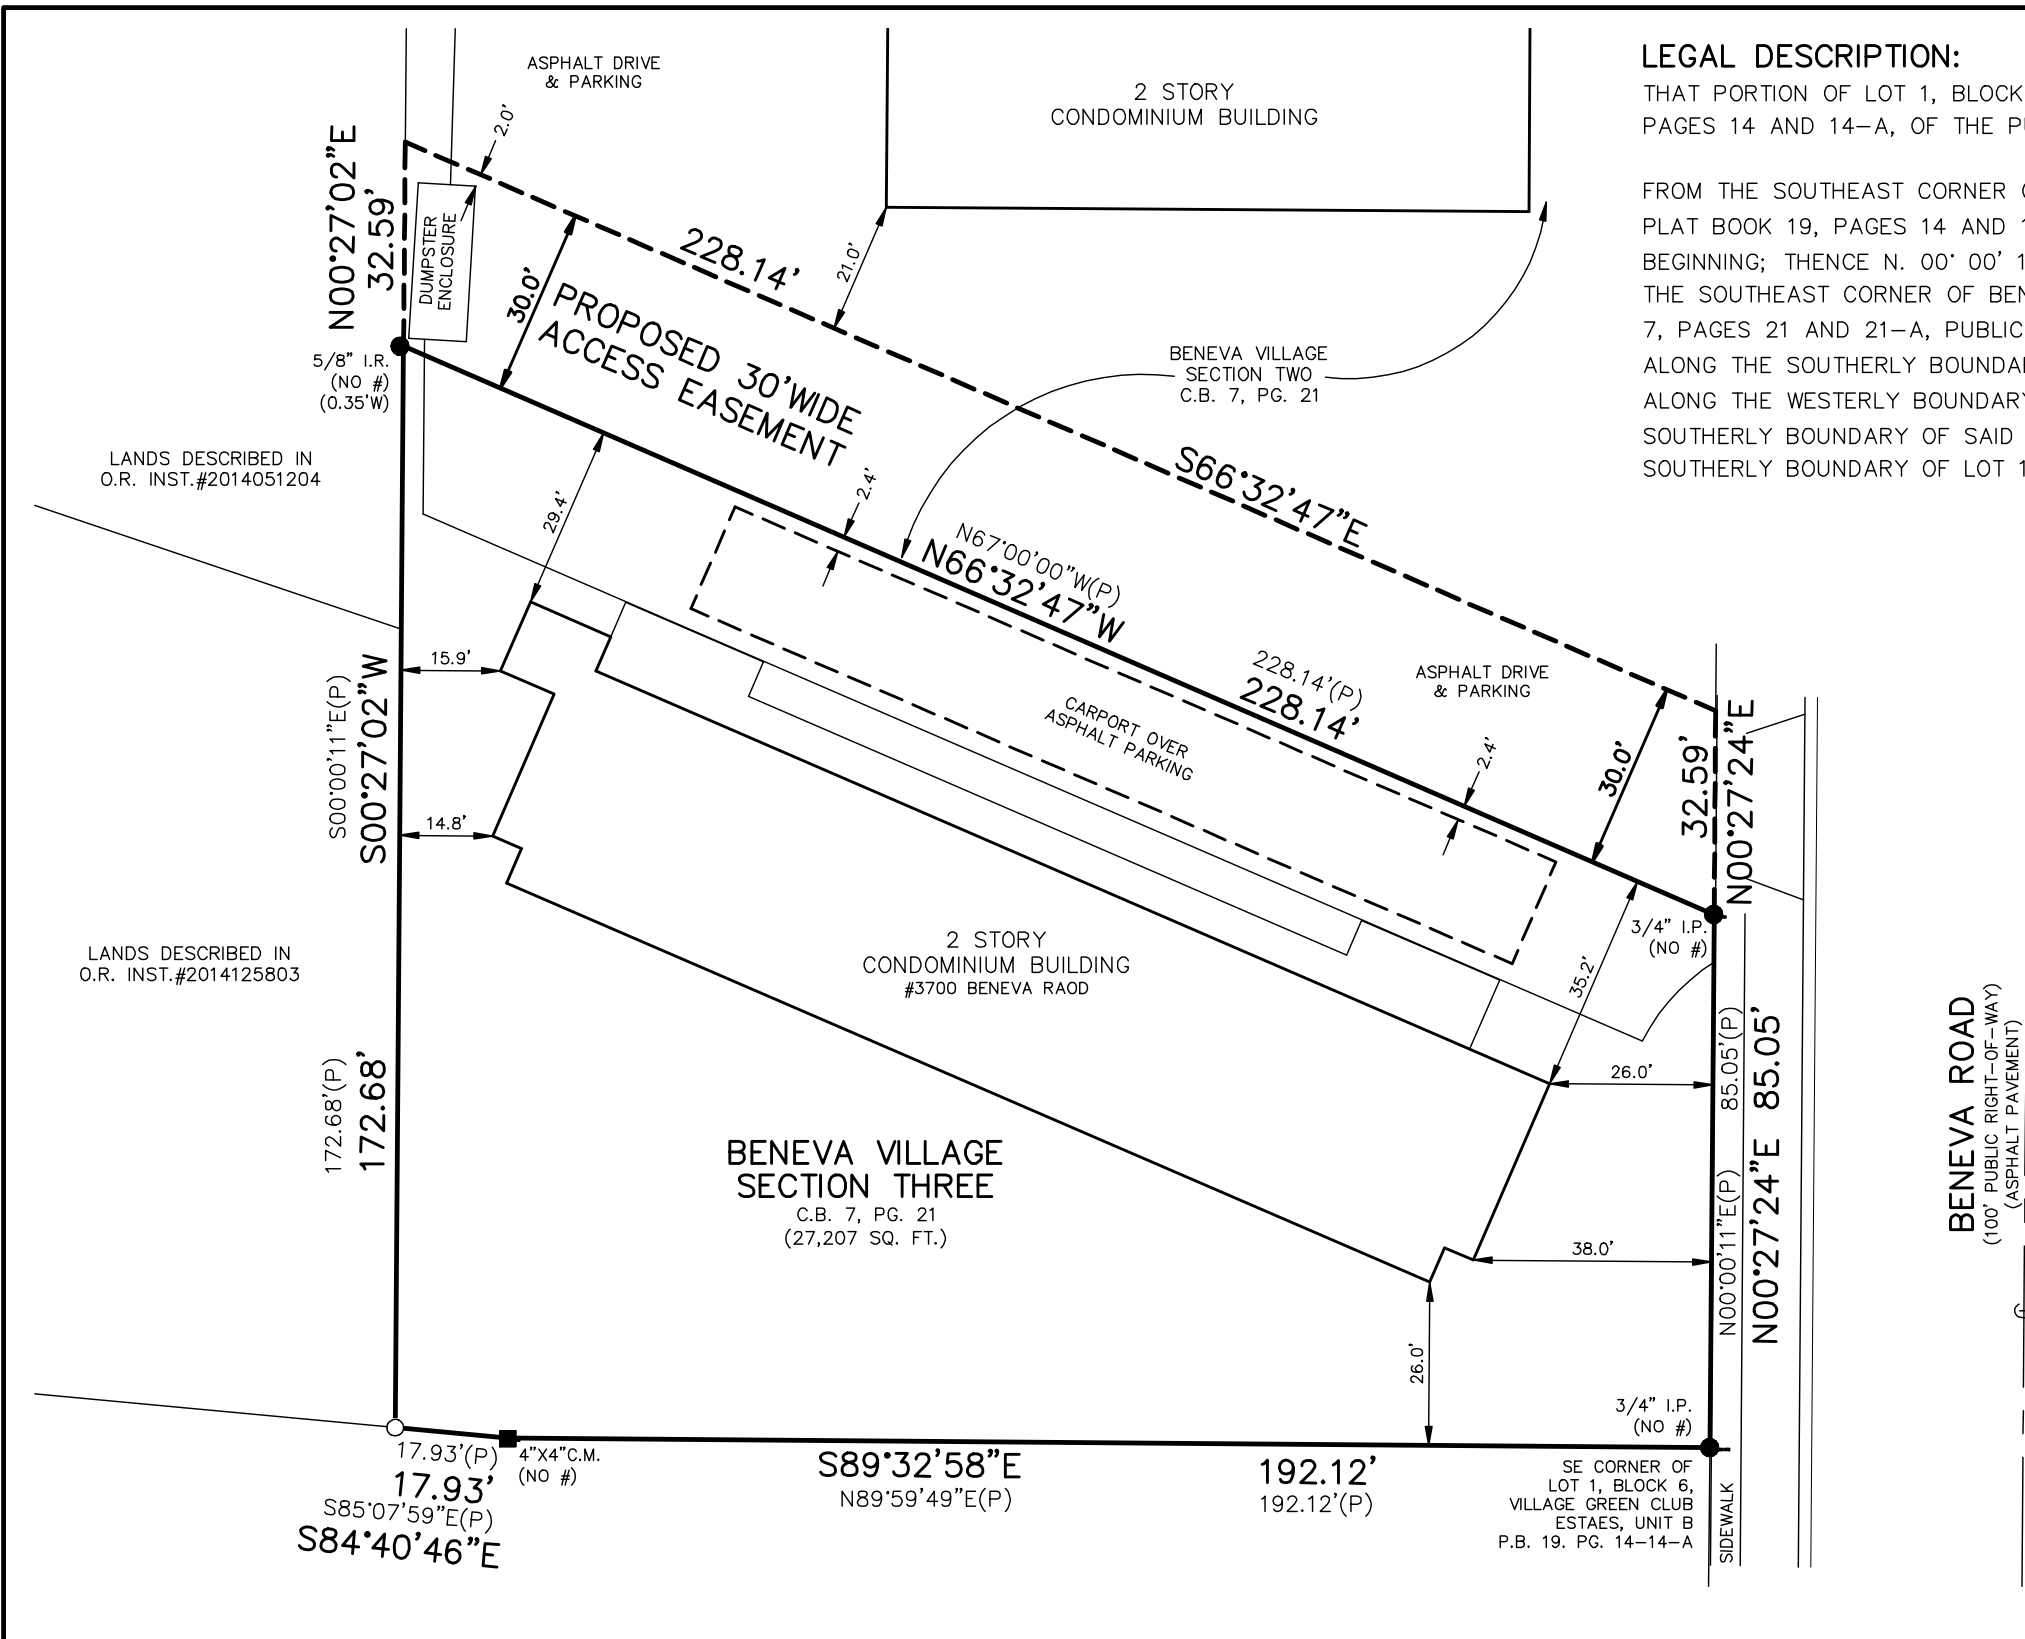 LEGAL DESCRIPTION:
THAT PORTION OF LOT 1, BLOCK
PAGES 14 AND 14-A, OF THE
FROM THE SOUTHEAST CORNER
PLAT BOOK 19, PAGES 14 AND
BEGINNING; THENCE N. 00° 00'
THE SOUTHEAST CORNER OF
7, PAGES 21 AND 21-A, PUBLIC
ALONG THE SOUTHERLY
ALONG THE WESTERLY BOUNDARY
SOUTHERLY BOUNDARY OF SAID
SOUTHERLY BOUNDARY OF LOT 1
ASPHALT DRIVE
& PARKING
2.0'
2 STORY
CONDOMINIUM BUILDING
N00°27'02"E
32.59'
DUMPSTER
ENCLOSURE
30.0'
228.14'
21.0'
PROPOSED 30'WIDE
ACCESS EASEMENT
BENEVA VILLAGE
SECTION TWO
C.B. 7, PG. 21
5/8" I.R.
(NO #)
(0.35'W)
LANDS DESCRIBED IN
O.R. INST.#2014051204
29.4'
2.4'
S66°32'47"E
N67°00'00"W(P)
N66°32'47"W
228.14'(P)
228.14'
ASPHALT DRIVE
& PARKING
CARPORT OVER
ASPHALT PARKING
2.4'
30.0'
32.59'
N00°27'24"E
15.9'
S00°00'11"E(P)
S00°27'02"W
14.8'
3/4" I.P.
(NO #)
35.2'
2 STORY
CONDOMINIUM BUILDING
#3700 BENEVA RAOD
LANDS DESCRIBED IN
O.R. INST.#2014125803
172.68'(P)
172.68'
26.0'
85.05'(P)
N00°00'11"E(P)
N00°27'24"E 85.05'
BENEVA ROAD
(100' PUBLIC RIGHT-OF-WAY)
(ASPHALT PAVEMENT)
BENEVA VILLAGE
SECTION THREE
C.B. 7, PG. 21
(27,207 SQ. FT.)
38.0'
26.0'
3/4" I.P.
(NO #)
17.93'(P)
17.93'
S85°07'59"E(P)
S84°40'46"E
4"X4"C.M.
(NO #)
S89°32'58"E
N89°59'49"E(P)
192.12'
192.12'(P)
SE CORNER OF
LOT 1, BLOCK 6,
VILLAGE GREEN CLUB
ESTAES, UNIT B
P.B. 19. PG. 14-14-A
SIDEWALK